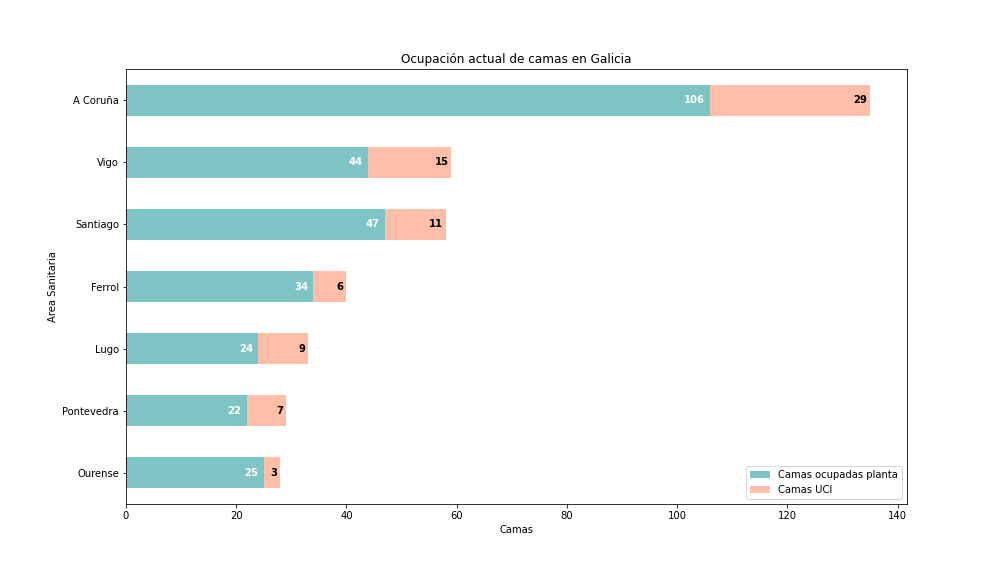 Ocupación actual de camas en Galicia
A Coruña 106 29
Vigo 44 15
Santiago 47 11
Ferrol 34 6
Lugo 24 9
Pontevedra 22 7
Ourense 25 3
Area Sanitaria
Camas ocupadas planta
Camas UCI
0 20 40 60 80 100 120 140
Camas